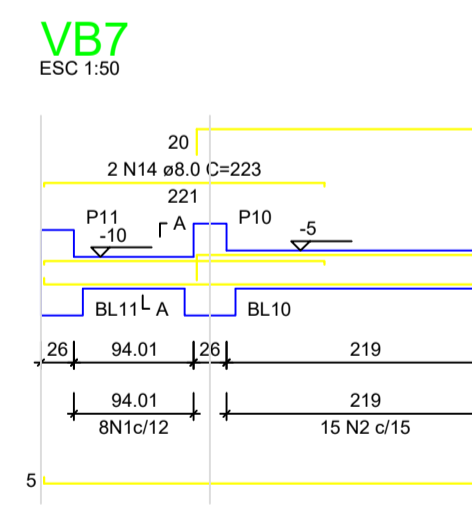 VB7
ESC 1:50
20
2 N14 ø8.0 C=223
221
P11
A
P10
-10
-5
BL11
A
BL10
26
94.01
26
219
94.01
219
8N1c/12
15 N2 c/15
5